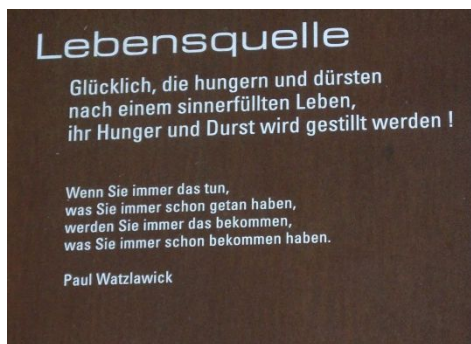 Lebensquelle
Glücklich, die hungern und dürsten
nach einem sinnerfüllten Leben,
ihr Hunger und Durst wird gestillt werden !
Wenn Sie immer das tun,
was Sie immer schon getan haben,
werden Sie immer das bekommen,
was Sie immer schon bekommen haben.
Paul Watzlawick